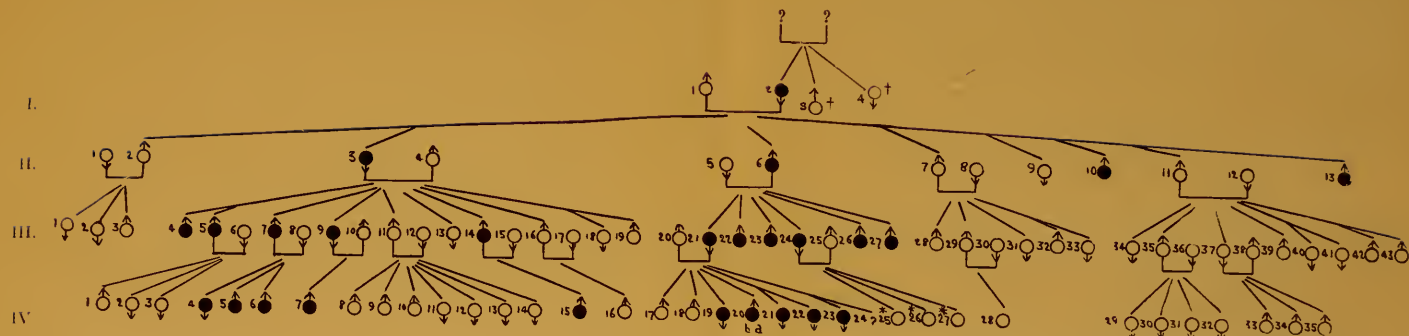 ? ?
I. 1 2 3 † 4 †
II. 1 2 3 4 5 6 7 8 9 10 11 12 13
III. 1 2 3 4 5 6 7 8 9 10 11 12 13 14 15 16 17 18 19 20 21 22 23 24 25 26 27 28 29 30 31 32 33 34 35 36 37 38 39 40 41 42 43
IV 1 2 3 4 5 6 7 8 9 10 11 12 13 14 15 16 17 18 19 20 21 22 23 24 ? 25 26 27 28 29 30 31 32 33 34 35
b d